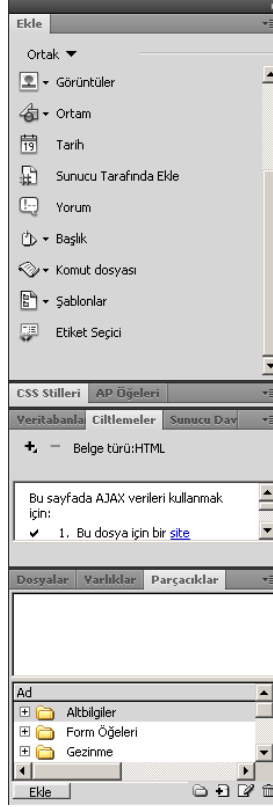 Ekle
Ortak
Görüntüler
Ortam
19 Tarih
Sunucu Tarafında Ekle
Yorum
Başlık
Komut dosyası
Şablonlar
Etiket Seçici
CSS Stilleri AP Öğeleri
Veritabanla Ciltlemeler Sunucu Dav
Belge türü:HTML
Bu sayfada AJAX verileri kullanmak
için:
1. Bu dosya için bir site
Dosyalar Varlıklar Parçacıklar
Ad
Altbilgiler
Form Öğeleri
Gezinme
Ekle